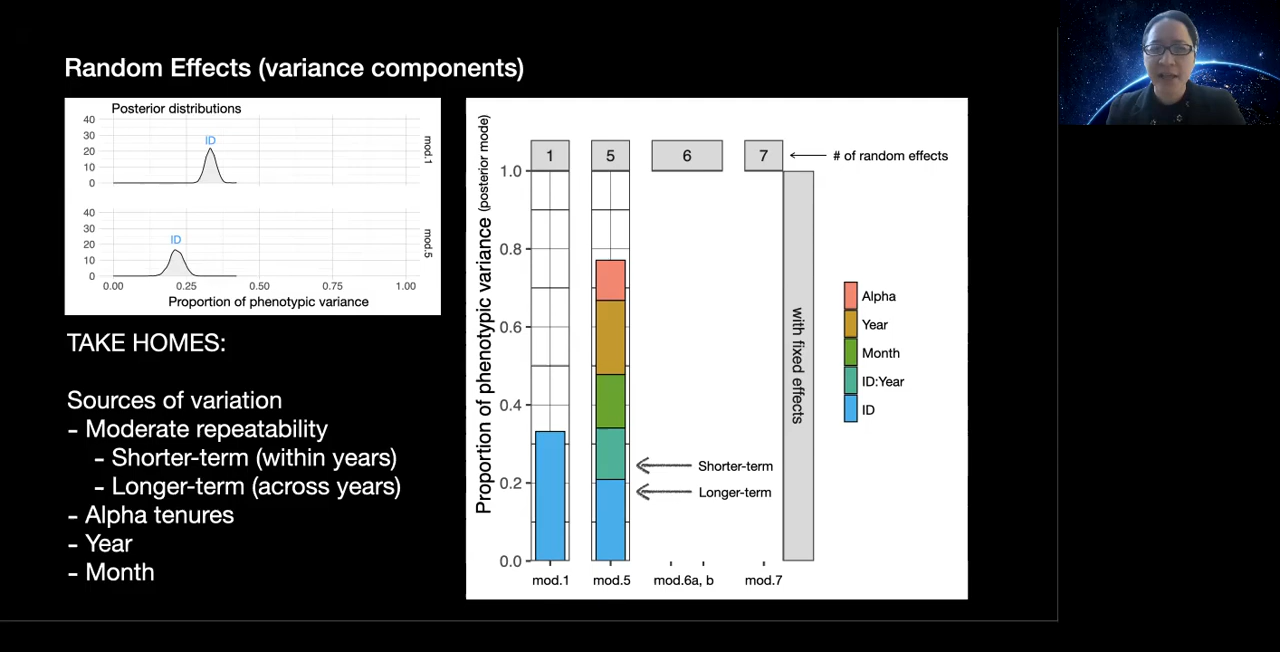 Random Effects (variance components)
Posterior distributions
40
30
20
10
0
ID
mod.1
40
30
20
10
0
ID
mod.5
0.00
0.25
0.50
0.75
1.00
Proportion of phenotypic variance
TAKE HOMES:
Sources of variation
- Moderate repeatability
- Shorter-term (within years)
- Longer-term (across years)
- Alpha tenures
- Year
- Month
Proportion of phenotypic variance (posterior mode)
1
5
6
7
# of random effects
1.0
0.8
0.6
0.4
0.2
0.0
with fixed effects
Shorter-term
Longer-term
mod.1
mod.5
mod.6a, b
mod.7
Alpha
Year
Month
ID:Year
ID